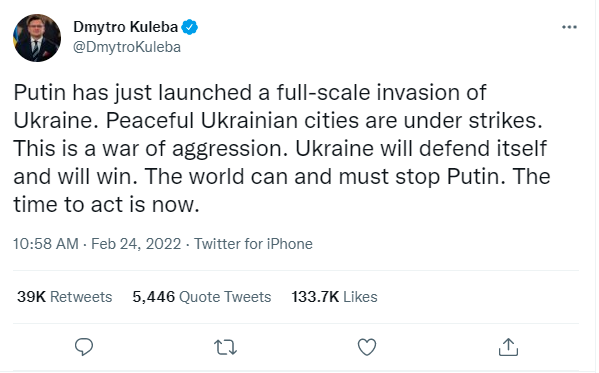 Dmytro Kuleba
@DmytroKuleba
Putin has just launched a full-scale invasion of
Ukraine. Peaceful Ukrainian cities are under strikes.
This is a war of aggression. Ukraine will defend itself
and will win. The world can and must stop Putin. The
time to act is now.
10:58 AM · Feb 24, 2022 · Twitter for iPhone
39K Retweets 5,446 Quote Tweets 133.7K Likes